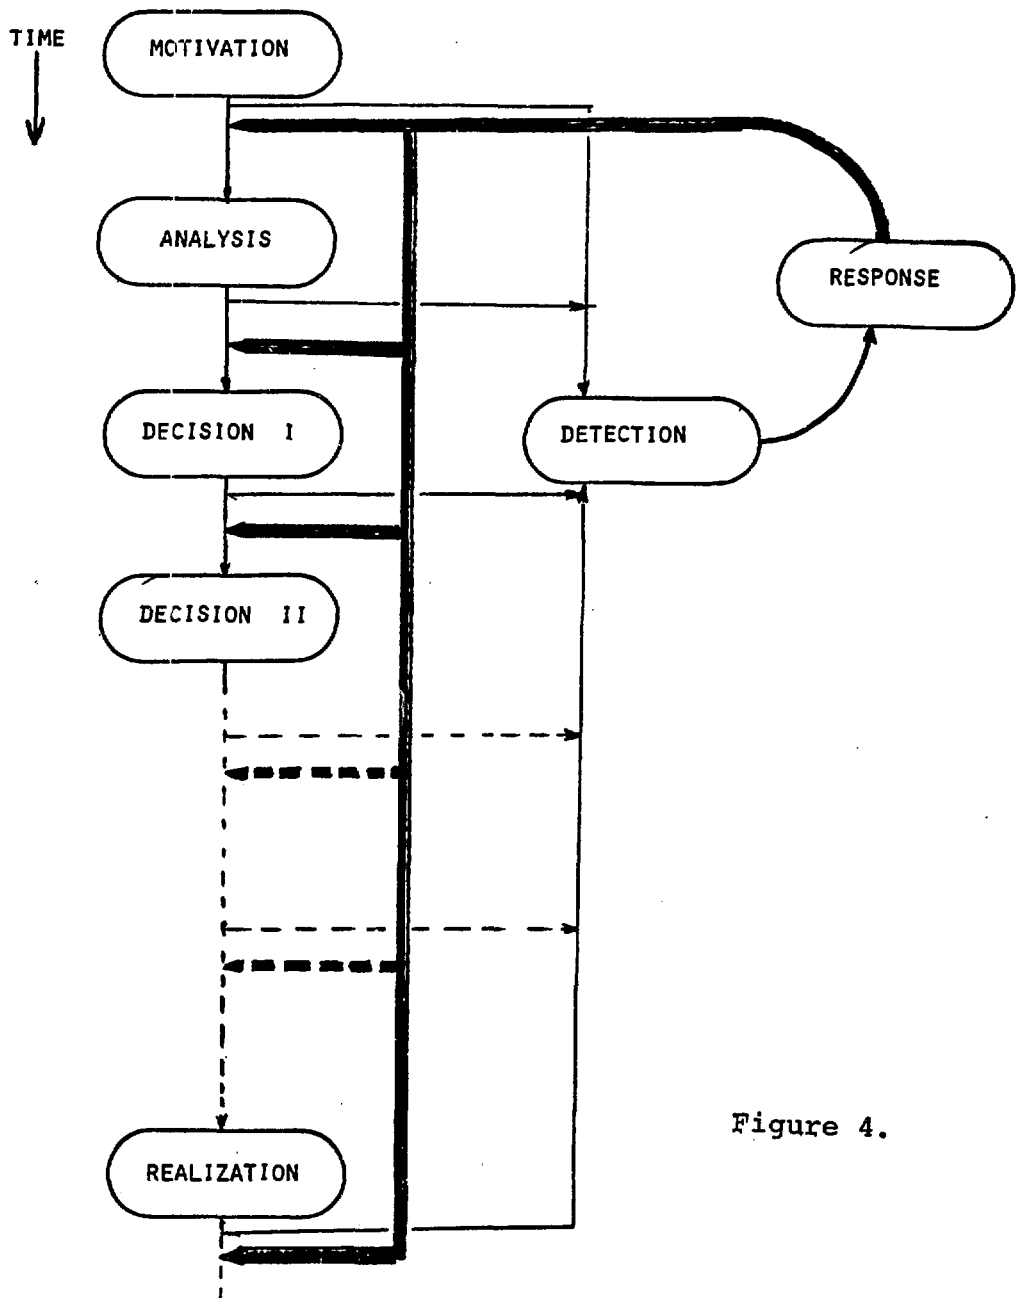 TIME
MOTIVATION
ANALYSIS
RESPONSE
DECISION I
DETECTION
DECISION II
Figure 4.
REALIZATION